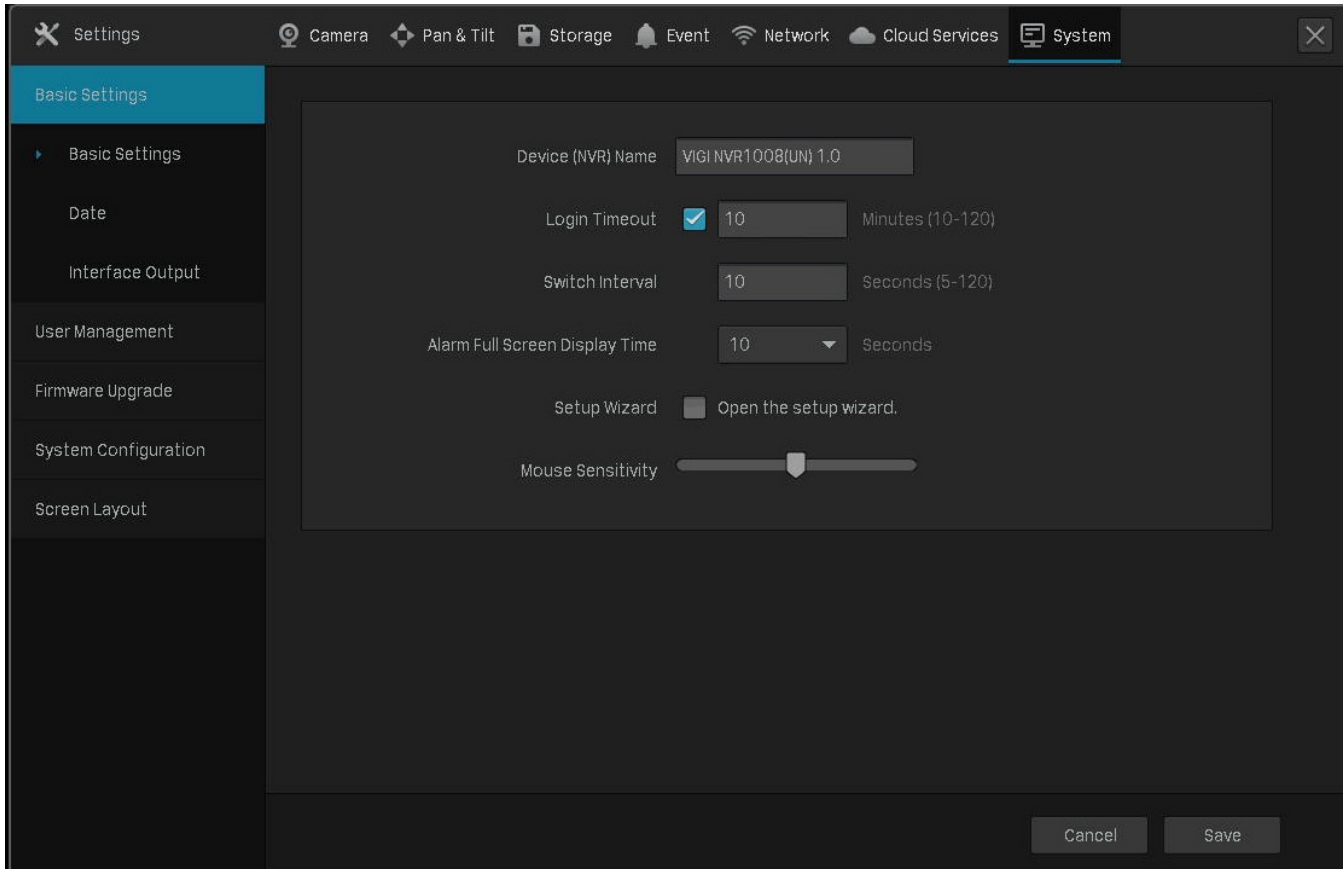 Settings
Camera Pan & Tilt Storage Event Network Cloud Services System
Basic Settings
Basic Settings
Date
Interface Output
User Management
Firmware Upgrade
System Configuration
Screen Layout
Device (NVR) Name VIGI NVR1008(UN) 1.0
Login Timeout 10 Minutes (10-120)
Switch Interval 10 Seconds (5-120)
Alarm Full Screen Display Time 10 Seconds
Setup Wizard Open the setup wizard.
Mouse Sensitivity
Cancel Save